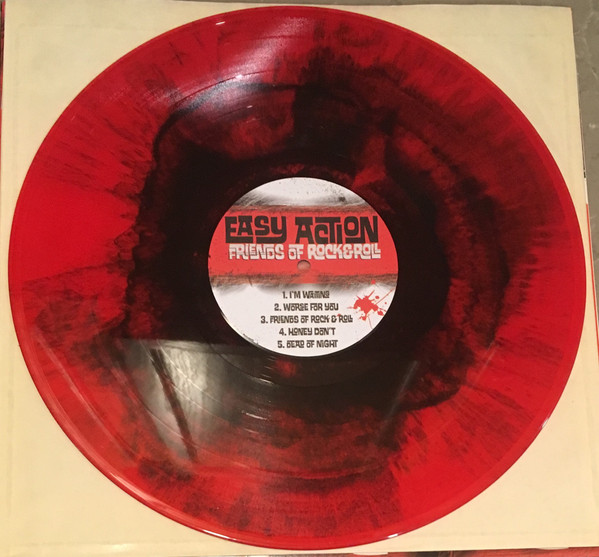 EASY ACTION
FRIENDS OF ROCK&ROLL
1. I'M WAITING
2. WORSE FOR YOU
3. FRIENDS OF ROCK & ROLL
4. HONEY DON'T
5. DEAD OF NIGHT